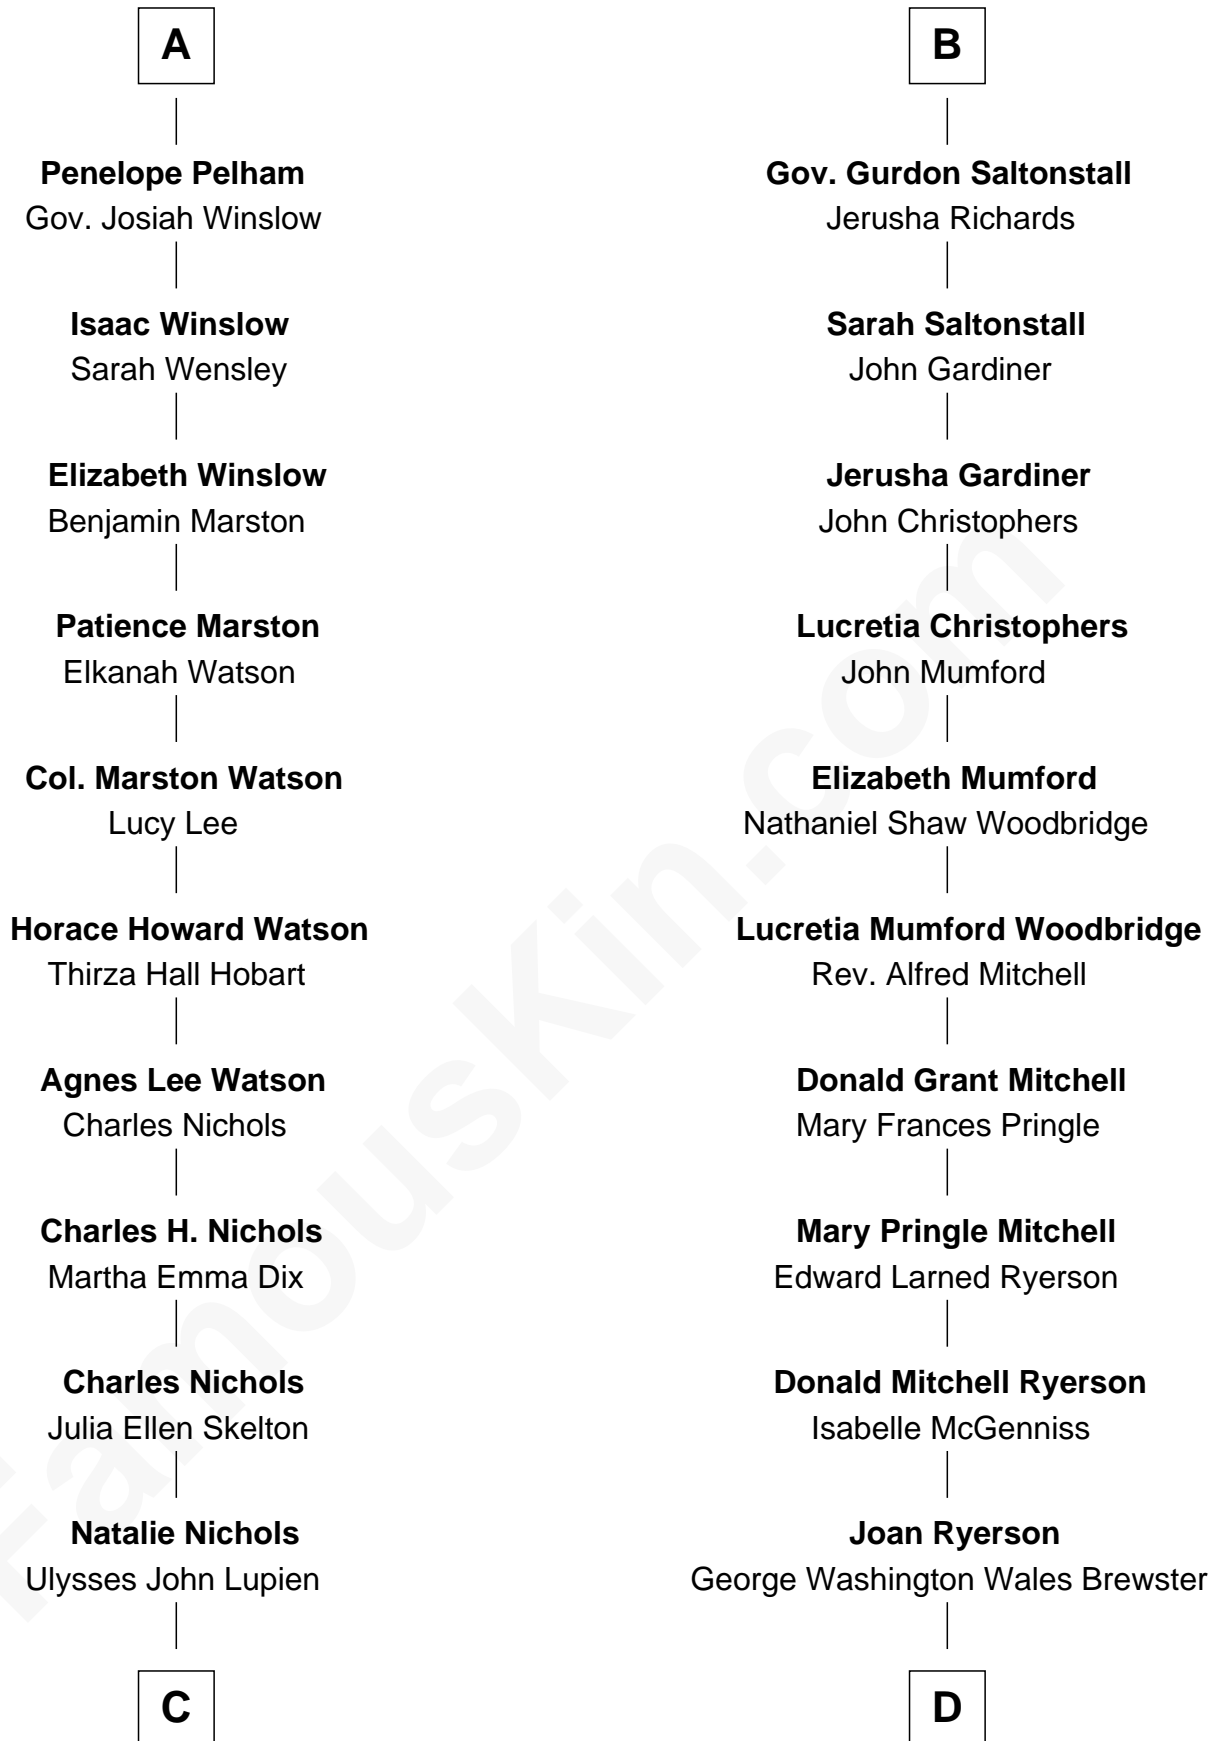 A
Penelope Pelham
Gov. Josiah Winslow
Isaac Winslow
Sarah Wensley
Elizabeth Winslow
Benjamin Marston
Patience Marston
Elkanah Watson
Col. Marston Watson
Lucy Lee
Horace Howard Watson
Thirza Hall Hobart
Agnes Lee Watson
Charles Nichols
Charles H. Nichols
Martha Emma Dix
Charles Nichols
Julia Ellen Skelton
Natalie Nichols
Ulysses John Lupien
C
B
Gov. Gurdon Saltonstall
Jerusha Richards
Sarah Saltonstall
John Gardiner
Jerusha Gardiner
John Christophers
Lucretia Christophers
John Mumford
Elizabeth Mumford
Nathaniel Shaw Woodbridge
Lucretia Mumford Woodbridge
Rev. Alfred Mitchell
Donald Grant Mitchell
Mary Frances Pringle
Mary Pringle Mitchell
Edward Larned Ryerson
Donald Mitchell Ryerson
Isabelle McGenniss
Joan Ryerson
George Washington Wales Brewster
D
FamousKin.com